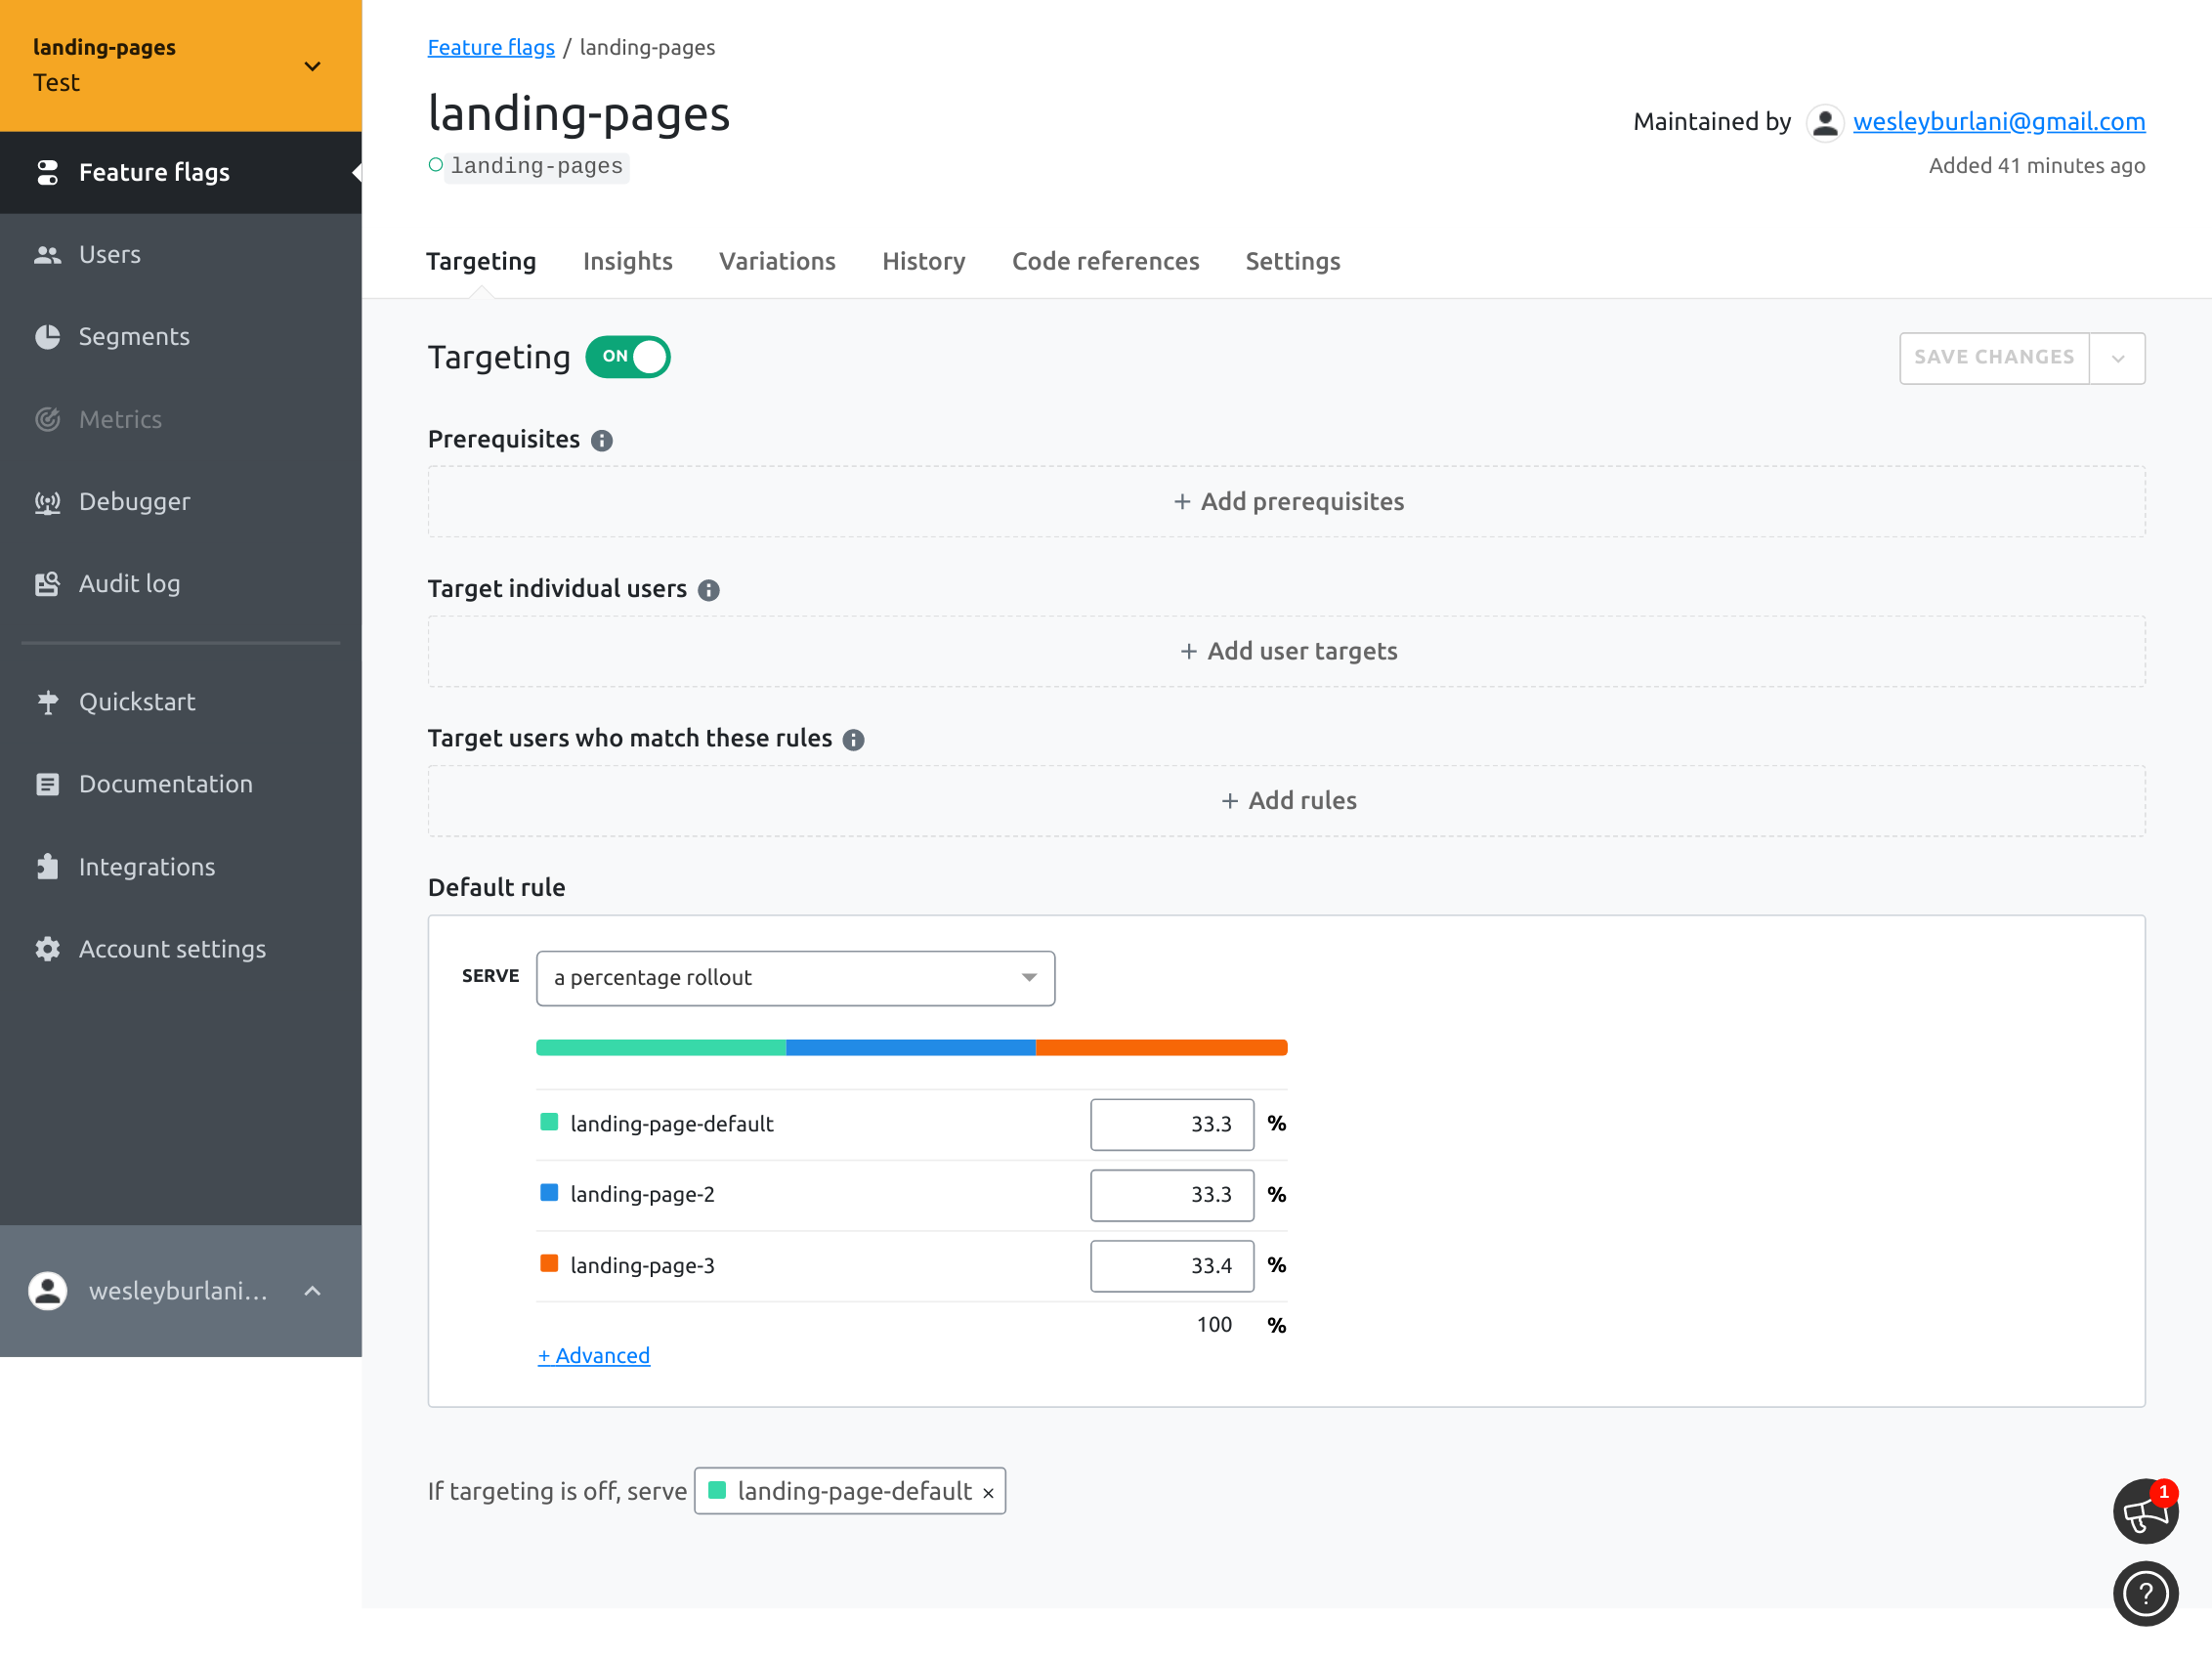 landing-pages
Test
Feature flags
Users
Segments
Metrics
Debugger
Audit log
Quickstart
Documentation
Integrations
Account settings
wesleyburlani...
Feature flags / landing-pages
landing-pages
landing-pages
Maintained by wesleyburlani@gmail.com
Added 41 minutes ago
Targeting Insights Variations History Code references Settings
Targeting ON
SAVE CHANGES
Prerequisites
+ Add prerequisites
Target individual users
+ Add user targets
Target users who match these rules
+ Add rules
Default rule
SERVE a percentage rollout
landing-page-default 33.3 %
landing-page-2 33.3 %
landing-page-3 33.4 %
100 %
+ Advanced
If targeting is off, serve landing-page-default ×
1
?